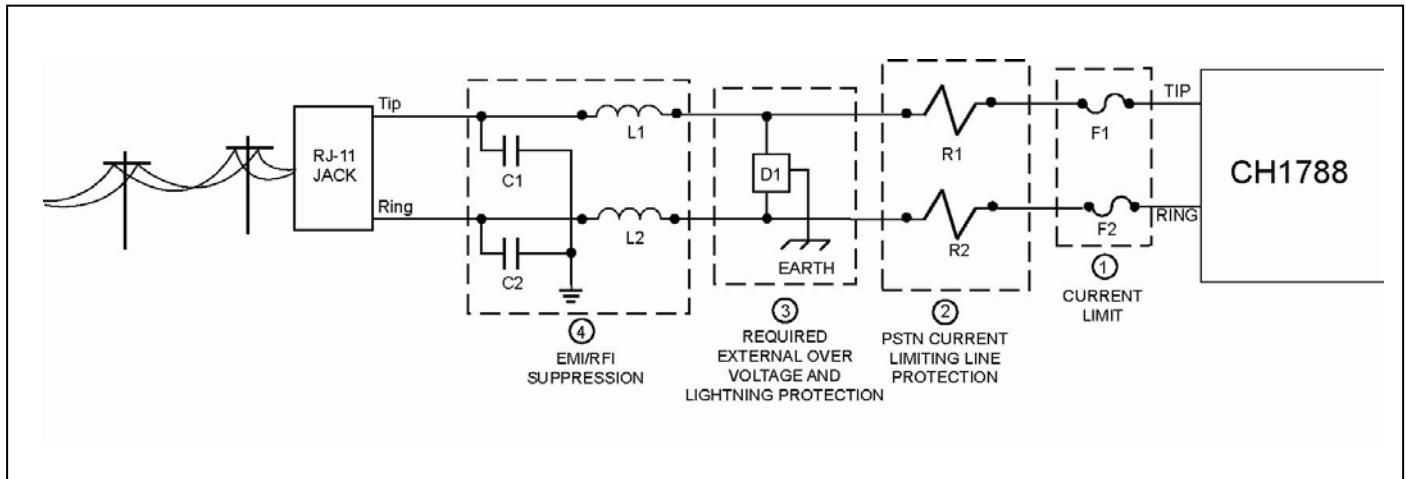 Tip
RJ-11
JACK
Ring
C1
C2
L1
L2
④
EMI/RFI
SUPPRESSION
D1
EARTH
③
REQUIRED
EXTERNAL OVER
VOLTAGE AND
LIGHTNING PROTECTION
R1
R2
②
PSTN CURRENT
LIMITING LINE
PROTECTION
F1
F2
①
CURRENT
LIMIT
TIP
RING
CH1788